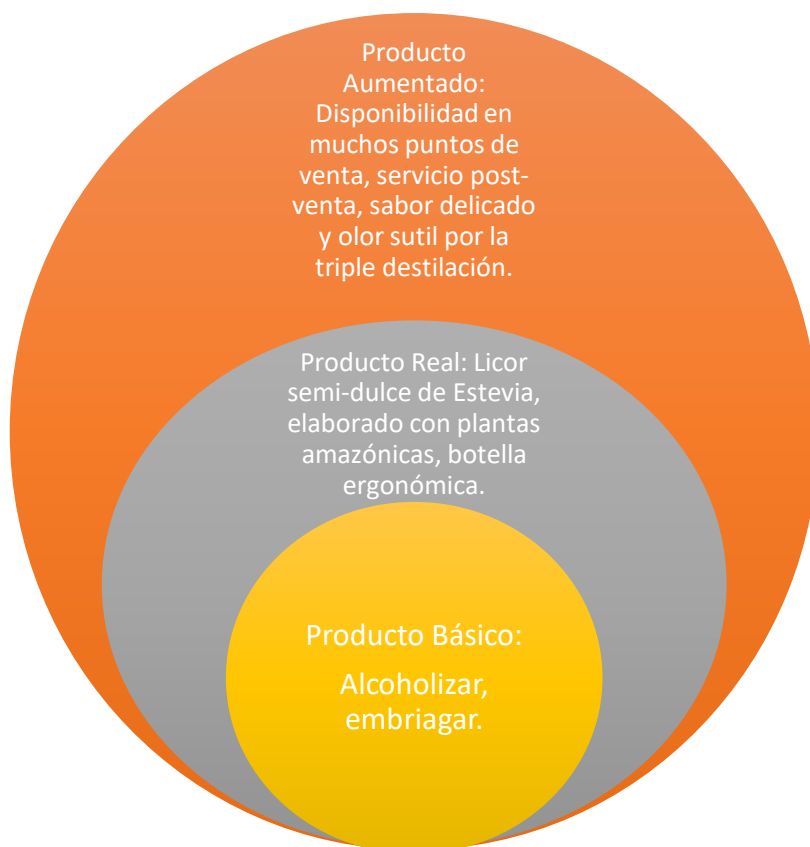 Producto
Aumentado:
Disponibilidad en
muchos puntos de
venta, servicio post-
venta, sabor delicado
y olor sutil por la
triple destilación.
Producto Real: Licor
semi-dulce de Estevia,
elaborado con plantas
amazónicas, botella
ergonómica.
Producto Básico:
Alcoholizar,
embriagar.